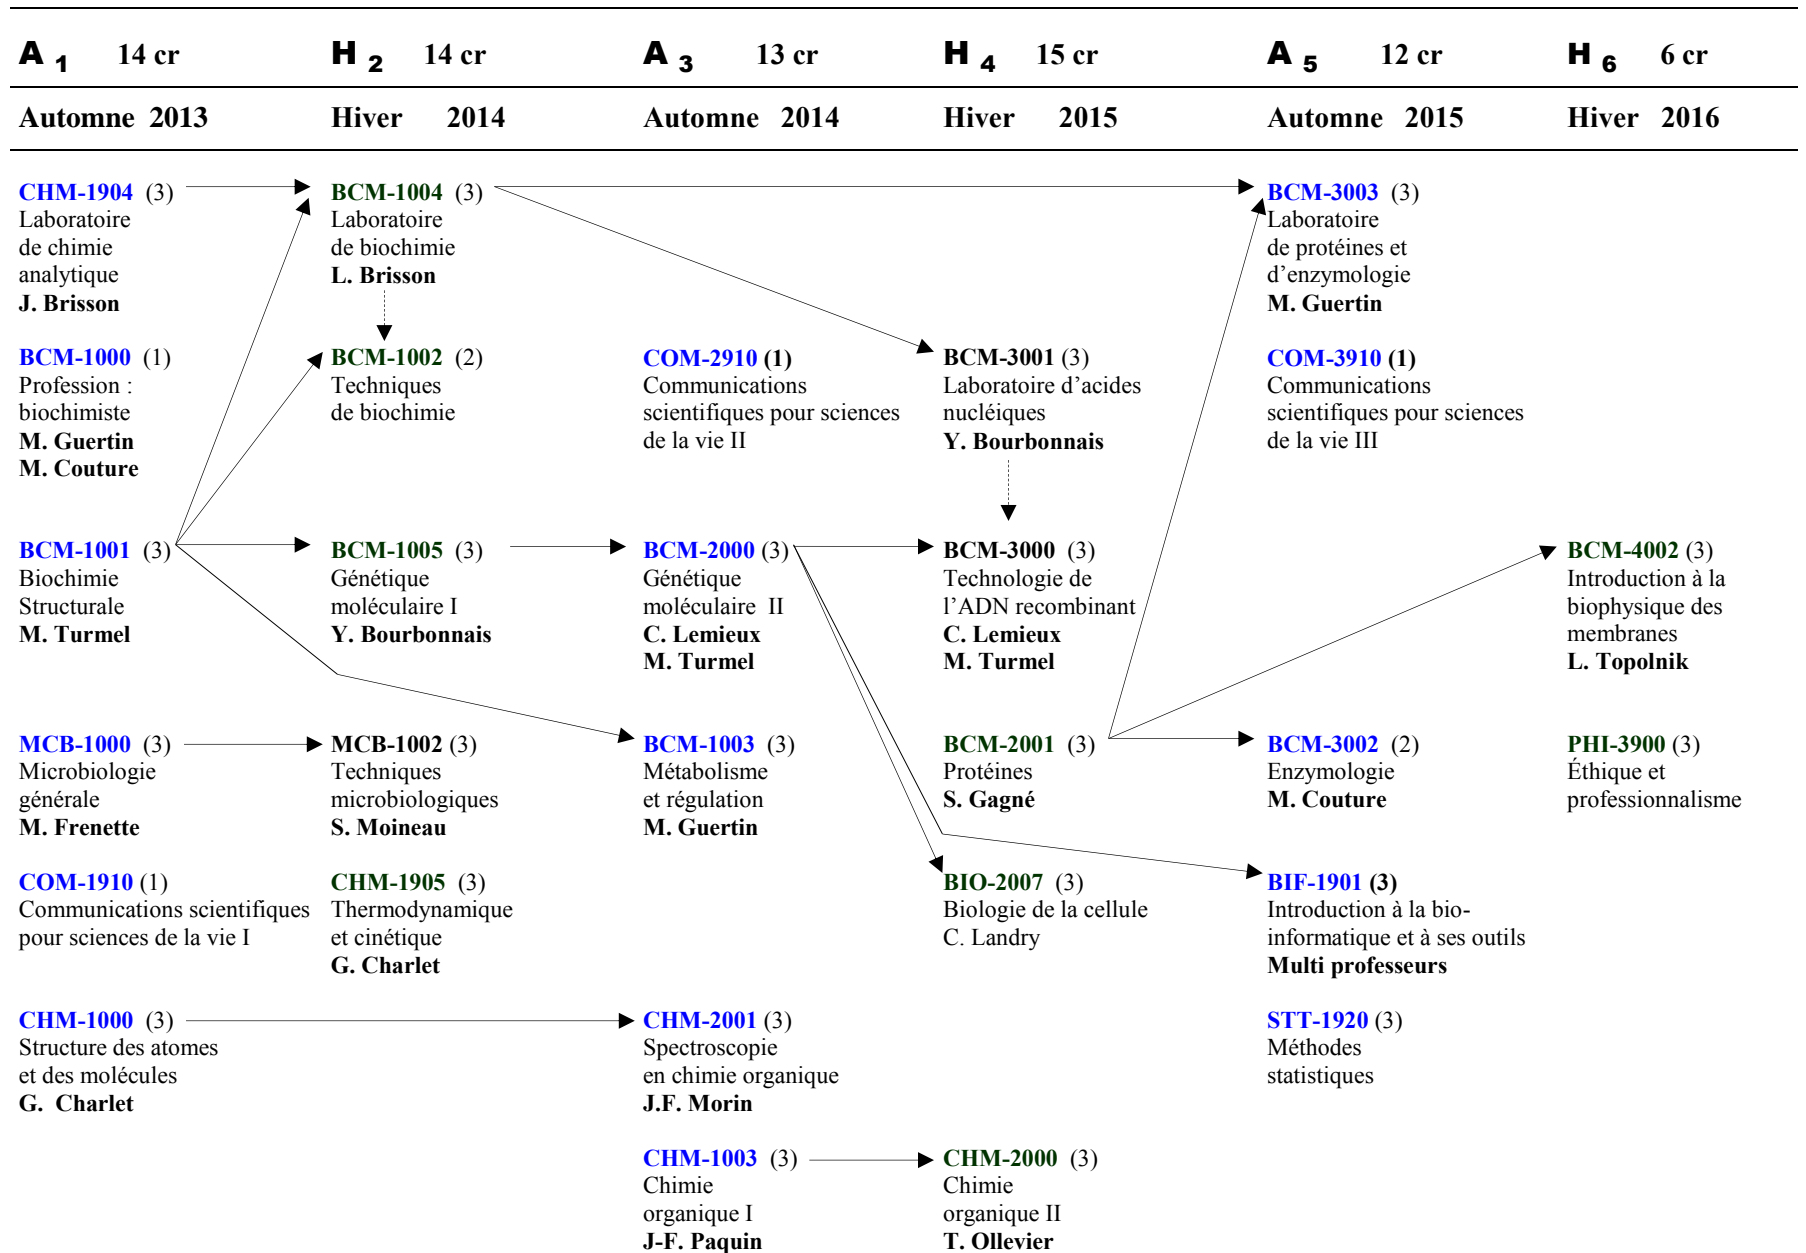 A 1 14 cr
H 2 14 cr
A 3 13 cr
H 4 15 cr
A 5 12 cr
H 6 6 cr
Automne 2013
Hiver 2014
Automne 2014
Hiver 2015
Automne 2015
Hiver 2016
CHM-1904 (3)
Laboratoire
de chimie
analytique
J. Brisson
BCM-1000 (1)
Profession :
biochimiste
M. Guertin
M. Couture
BCM-1001 (3)
Biochimie
Structurale
M. Turmel
MCB-1000 (3)
Microbiologie
générale
M. Frenette
COM-1910 (1)
Communications scientifiques
pour sciences de la vie I
CHM-1000 (3)
Structure des atomes
et des molécules
G. Charlet
BCM-1004 (3)
Laboratoire
de biochimie
L. Brisson
BCM-1002 (2)
Techniques
de biochimie
BCM-1005 (3)
Génétique
moléculaire I
Y. Bourbonnais
MCB-1002 (3)
Techniques
microbiologiques
S. Moineau
CHM-1905 (3)
Thermodynamique
et cinétique
G. Charlet
COM-2910 (1)
Communications
scientifiques pour sciences
de la vie II
BCM-2000 (3)
Génétique
moléculaire II
C. Lemieux
M. Turmel
BCM-1003 (3)
Métabolisme
et régulation
M. Guertin
CHM-2001 (3)
Spectroscopie
en chimie organique
J.F. Morin
CHM-1003 (3)
Chimie
organique I
J-F. Paquin
BCM-3001 (3)
Laboratoire d’acides
nucléiques
Y. Bourbonnais
BCM-3000 (3)
Technologie de
l’ADN recombinant
C. Lemieux
M. Turmel
BCM-2001 (3)
Protéines
S. Gagné
BIO-2007 (3)
Biologie de la cellule
C. Landry
CHM-2000 (3)
Chimie
organique II
T. Ollevier
BCM-3003 (3)
Laboratoire
de protéines et
d’enzymologie
M. Guertin
COM-3910 (1)
Communications
scientifiques pour sciences
de la vie III
BCM-3002 (2)
Enzymologie
M. Couture
BIF-1901 (3)
Introduction à la bio-
informatique et à ses outils
Multi professeurs
STT-1920 (3)
Méthodes
statistiques
BCM-4002 (3)
Introduction à la
biophysique des
membranes
L. Topolnik
PHI-3900 (3)
Éthique et
professionnalisme